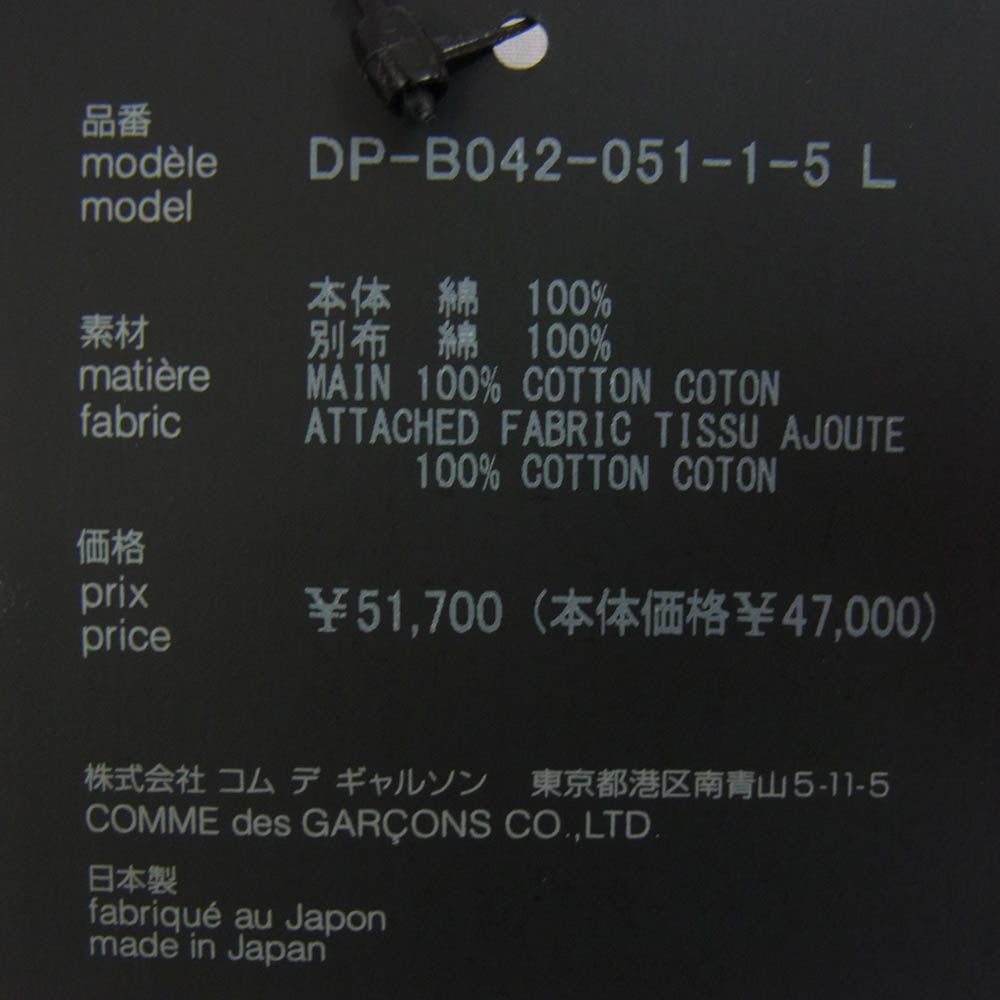 品番
modèle
model
DP-B042-051-1-5 L
素材
matière
fabric
本体 綿 100%
別布 綿 100%
MAIN 100% COTTON COTON
ATTACHED FABRIC TISSU AJOUTE
100% COTTON COTON
価格
prix
price
¥51,700 (本体価格¥47,000)
株式会社 コム デ ギャルソン 東京都港区南青山5-11-5
COMME des GARÇONS CO.,LTD.
日本製
fabriqué au Japon
made in Japan